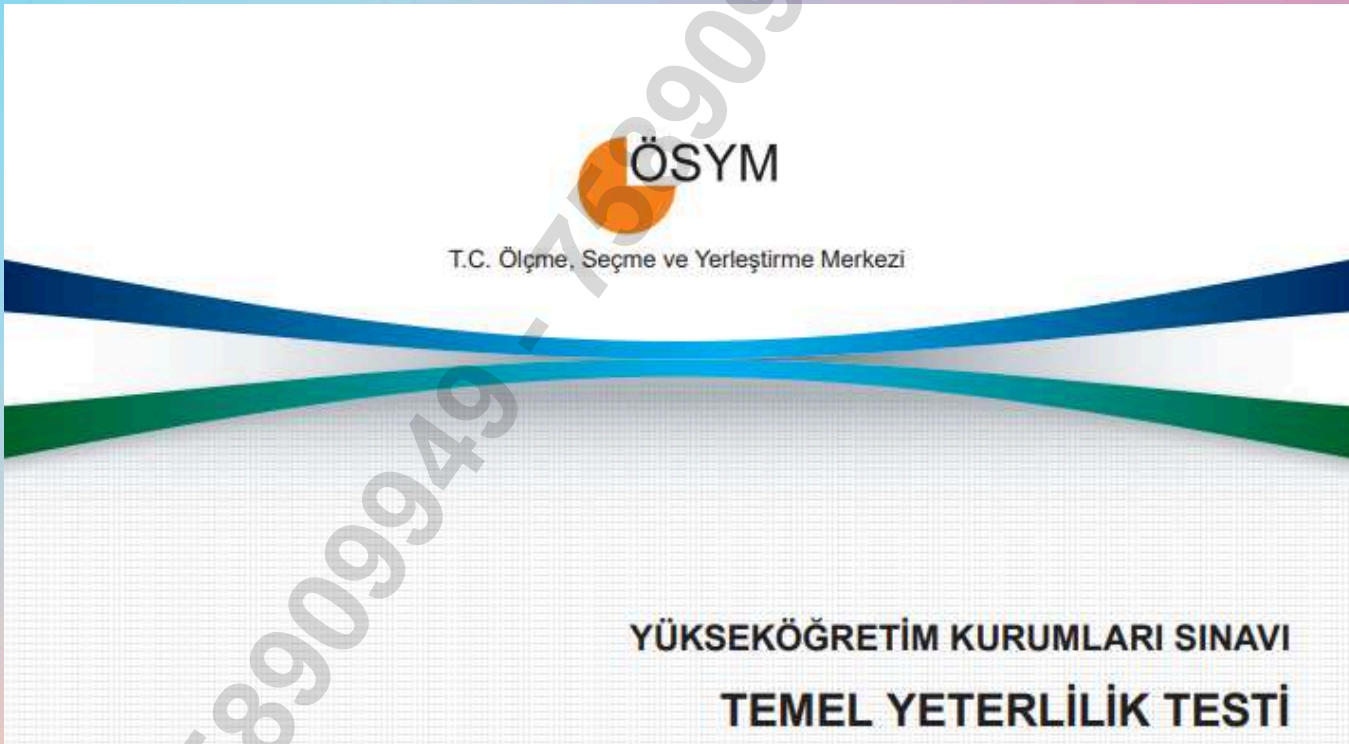 ÖSYM
T.C. Ölçme, Seçme ve Yerleştirme Merkezi
YÜKSEKÖĞRETİM KURUMLARI SINAVI
TEMEL YETERLİLİK TESTİ